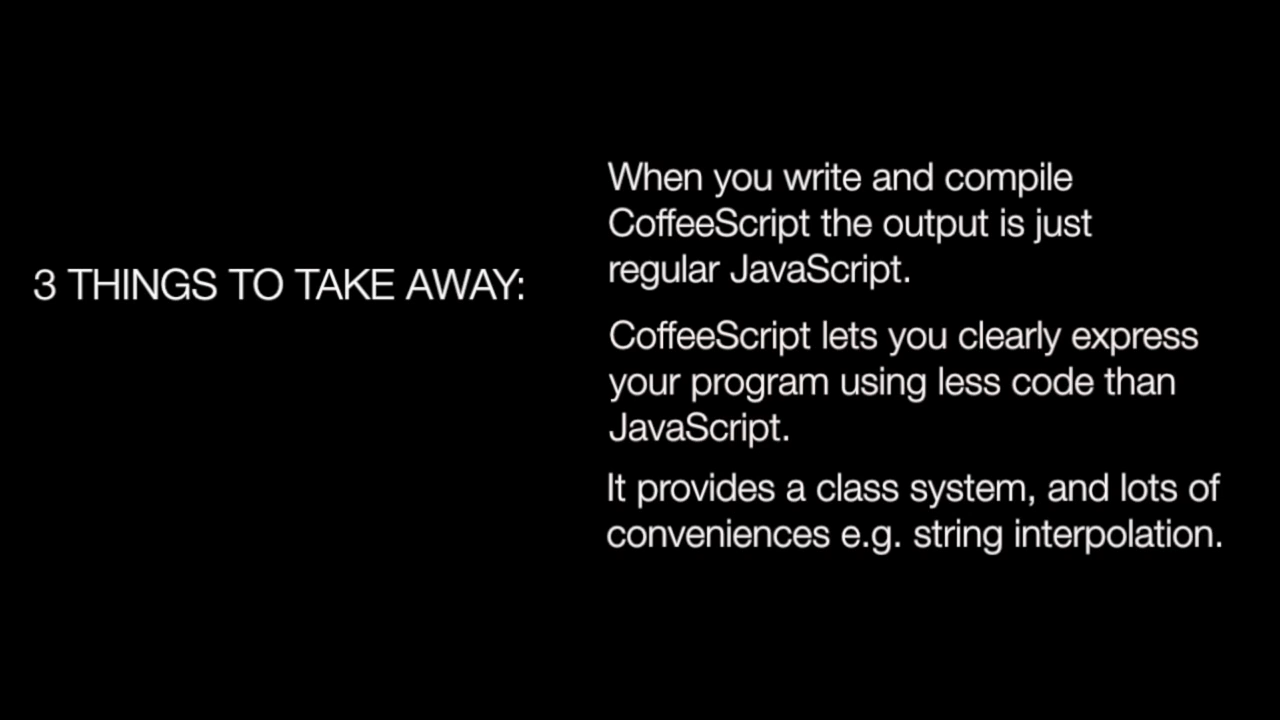 3 THINGS TO TAKE AWAY:
When you write and compile
CoffeeScript the output is just
regular JavaScript.
CoffeeScript lets you clearly express
your program using less code than
JavaScript.
It provides a class system, and lots of
conveniences e.g. string interpolation.